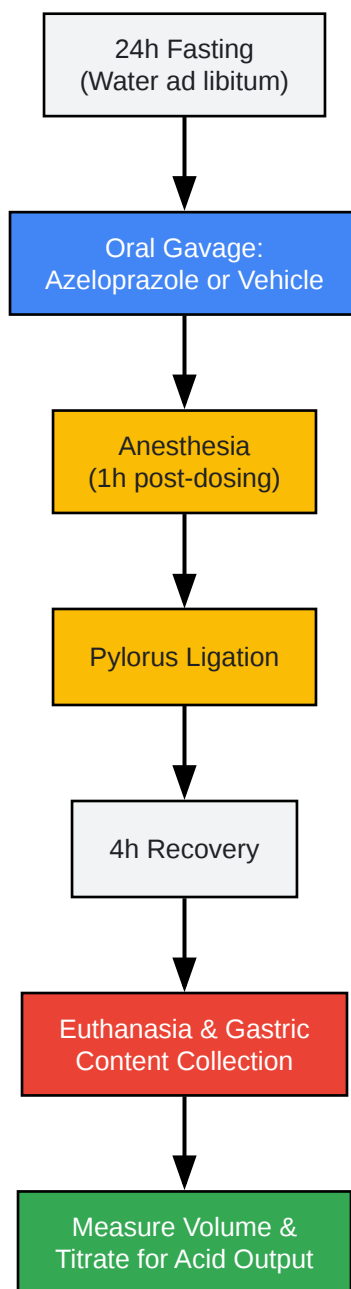 24h Fasting
(Water ad libitum)
Oral Gavage:
Azeloprazole or Vehicle
Anesthesia
(1h post-dosing)
Pylorus Ligation
4h Recovery
Euthanasia & Gastric
Content Collection
Measure Volume &
Titrate for Acid Output